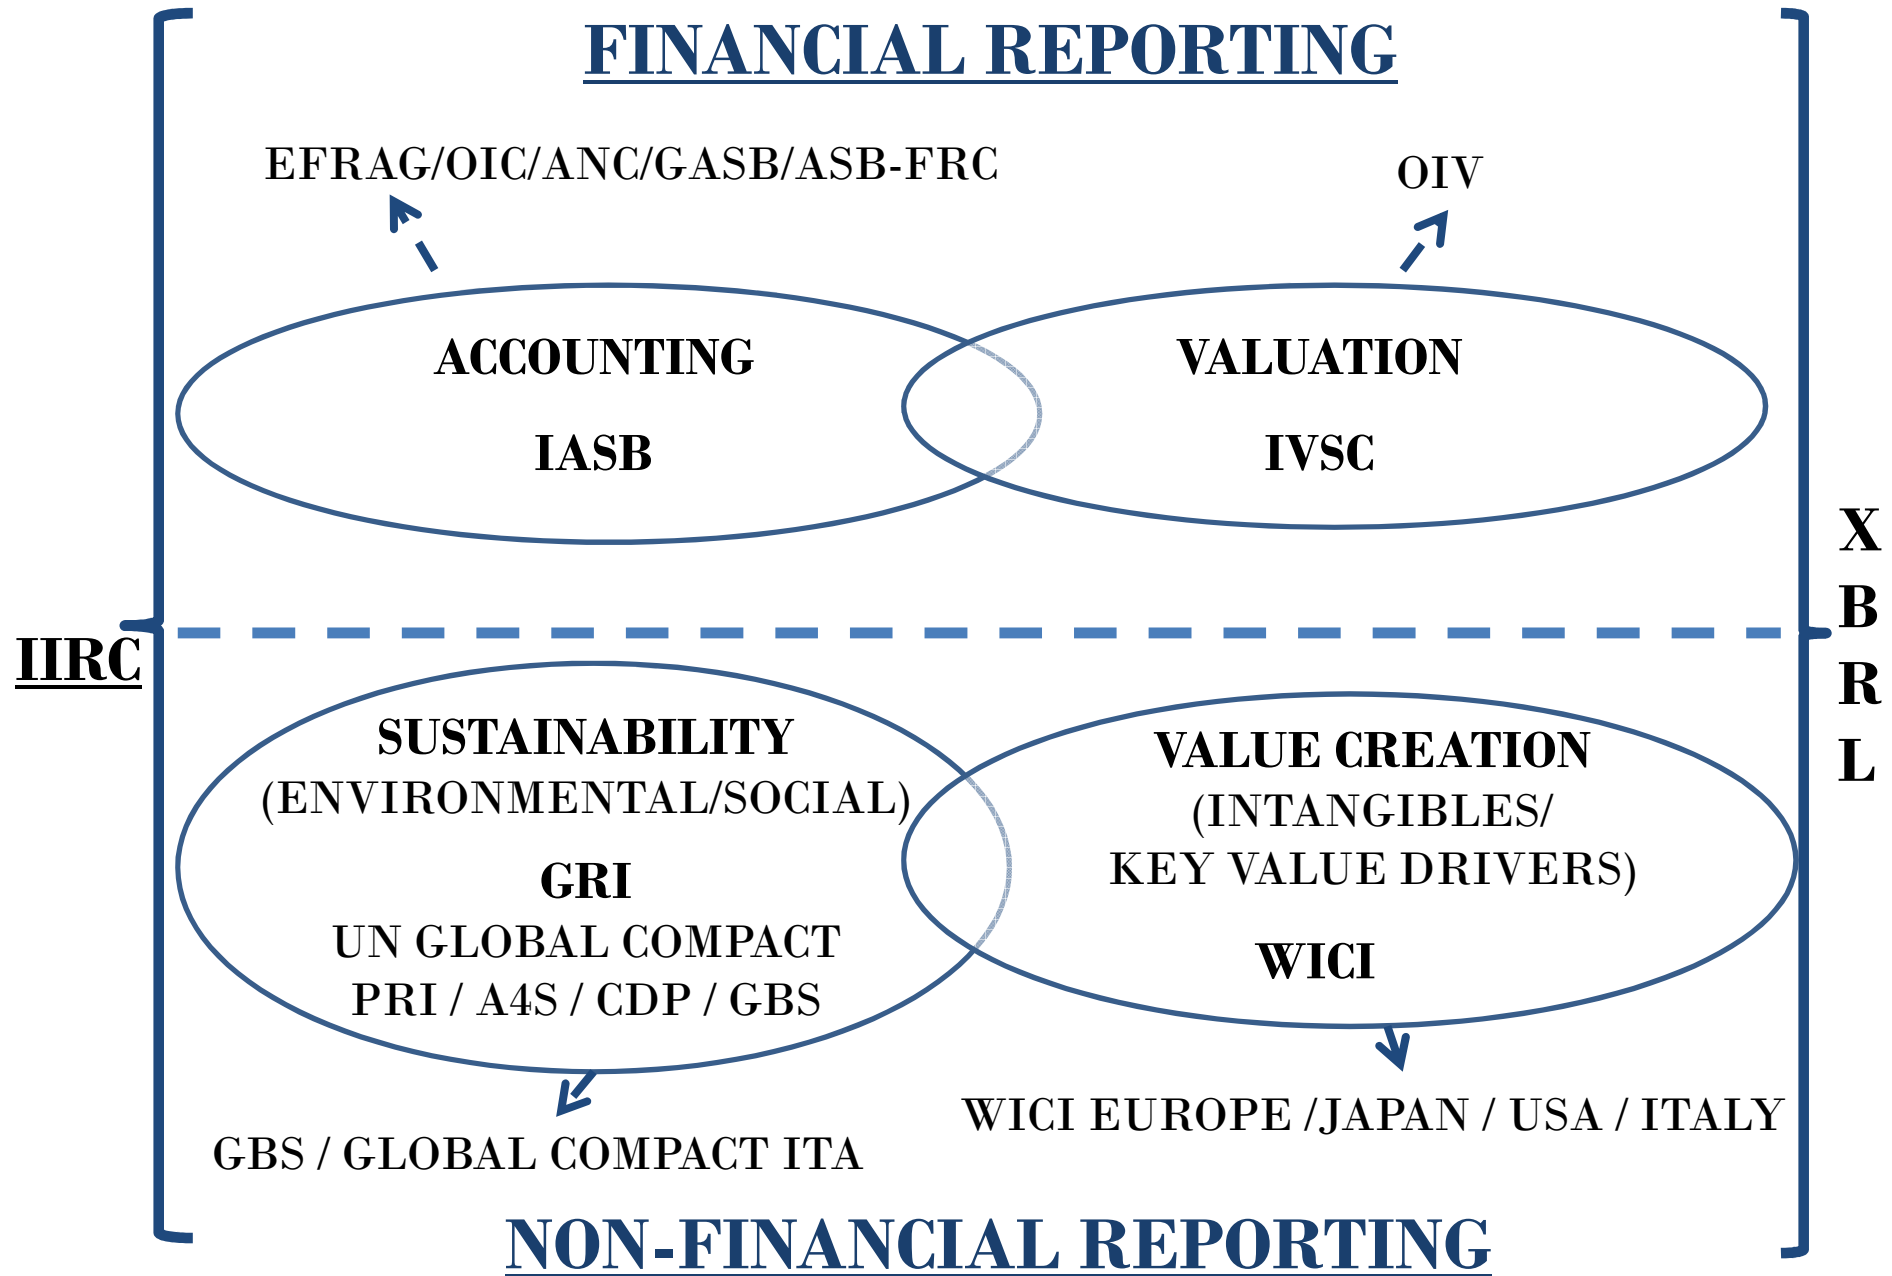 FINANCIAL REPORTING
EFRAG/OIC/ANC/GASB/ASB-FRC
OIV
ACCOUNTING
IASB
VALUATION
IVSC
IIRC
X
B
R
L
SUSTAINABILITY
(ENVIRONMENTAL/SOCIAL)
GRI
UN GLOBAL COMPACT
PRI / A4S / CDP / GBS
VALUE CREATION
(INTANGIBLES/
KEY VALUE DRIVERS)
WICI
WICI EUROPE /JAPAN / USA / ITALY
GBS / GLOBAL COMPACT ITA
NON-FINANCIAL REPORTING